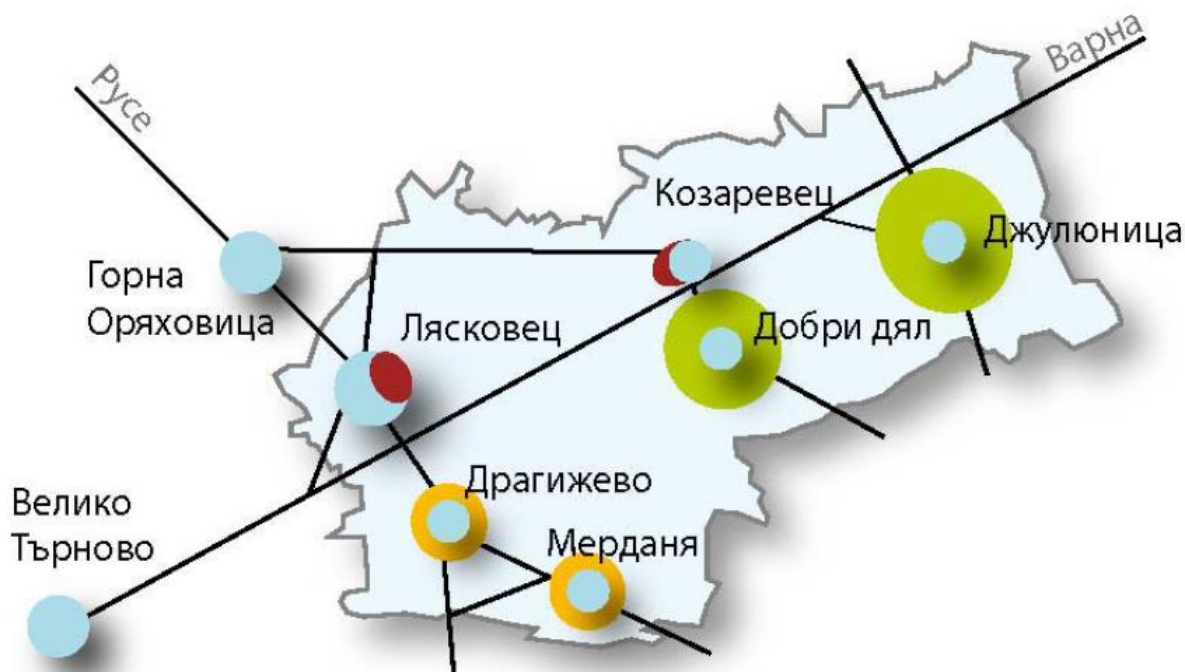 Русе
Варна
Козаревец
Джулюница
Горна
Оряховица
Лясковец
Добри дял
Драгижево
Велико
Търново
Мерданя